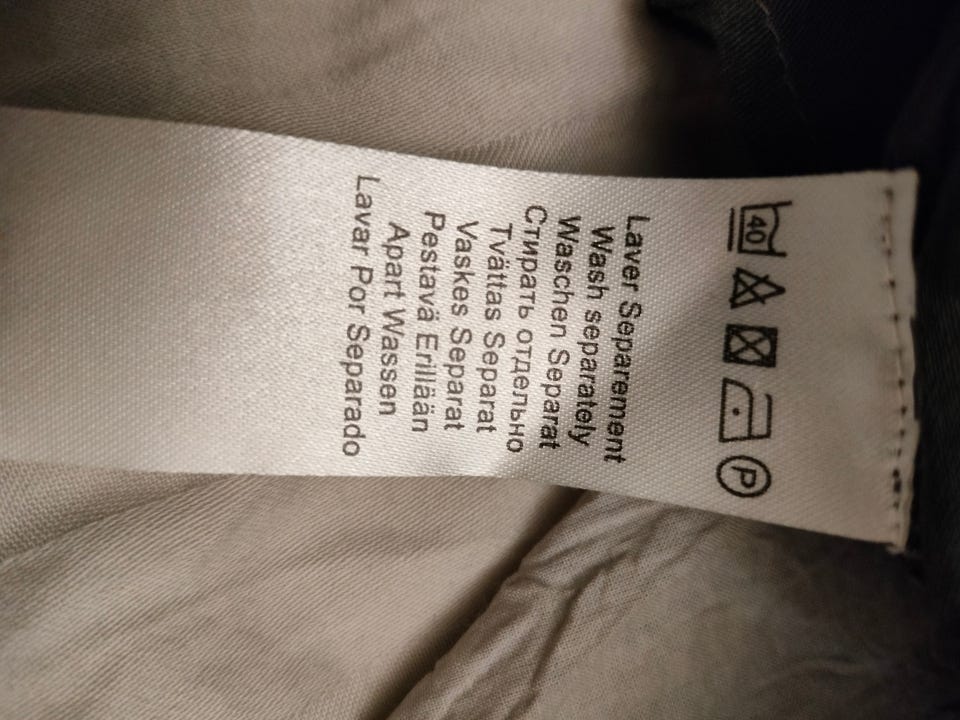 40 P
Laver Separement
Wash separately
Waschen Separat
Стирать отдельно
Tvättas Separat
Vaskes Separat
Pestavä Erillään
Apart Wassen
Lavar Por Separado